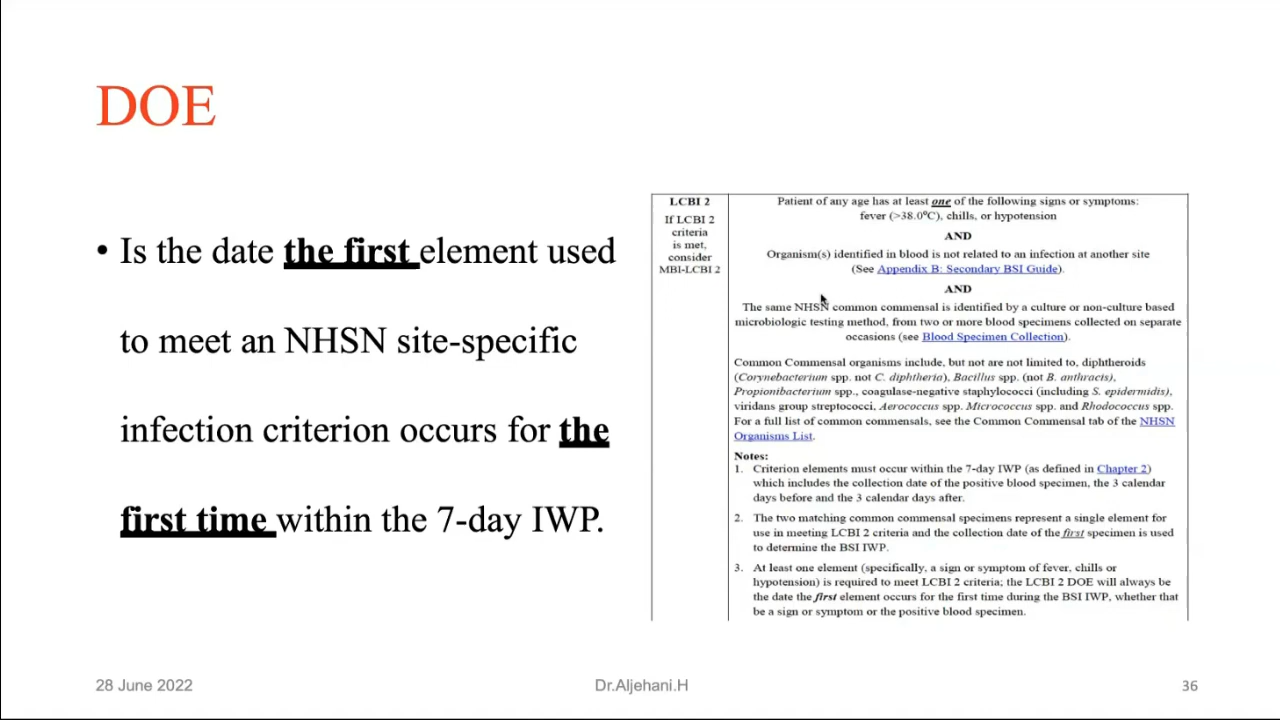 DOE
• Is the date the first element used
to meet an NHSN site-specific
infection criterion occurs for the
first time within the 7-day IWP.
LCBI 2
If LCBI 2
criteria
is met,
consider
MBI-LCBI 2
Patient of any age has at least one of the following signs or symptoms:
fever (>38.0°C), chills, or hypotension
AND
Organism(s) identified in blood is not related to an infection at another site
(See Appendix B: Secondary BSI Guide).
AND
The same NHSN common commensal is identified by a culture or non-culture based
microbiologic testing method, from two or more blood specimens collected on separate
occasions (see Blood Specimen Collection).
Common Commensal organisms include, but not are not limited to, diphtheroids
(Corynebacterium spp. not C. diphtheria), Bacillus spp. (not B. anthracis),
Propionibacterium spp., coagulase-negative staphylococci (including S. epidermidis),
viridans group streptococci, Aerococcus spp. Micrococcus spp. and Rhodococcus spp.
For a full list of common commensals, see the Common Commensal tab of the NHSN
Organisms List.
Notes:
1. Criterion elements must occur within the 7-day IWP (as defined in Chapter 2)
which includes the collection date of the positive blood specimen, the 3 calendar
days before and the 3 calendar days after.
2. The two matching common commensal specimens represent a single element for
use in meeting LCBI 2 criteria and the collection date of the first specimen is used
to determine the BSI IWP.
3. At least one element (specifically, a sign or symptom of fever, chills or
hypotension) is required to meet LCBI 2 criteria; the LCBI 2 DOE will always be
the date the first element occurs for the first time during the BSI IWP, whether that
be a sign or symptom or the positive blood specimen.
28 June 2022
Dr.Aljehani.H
36